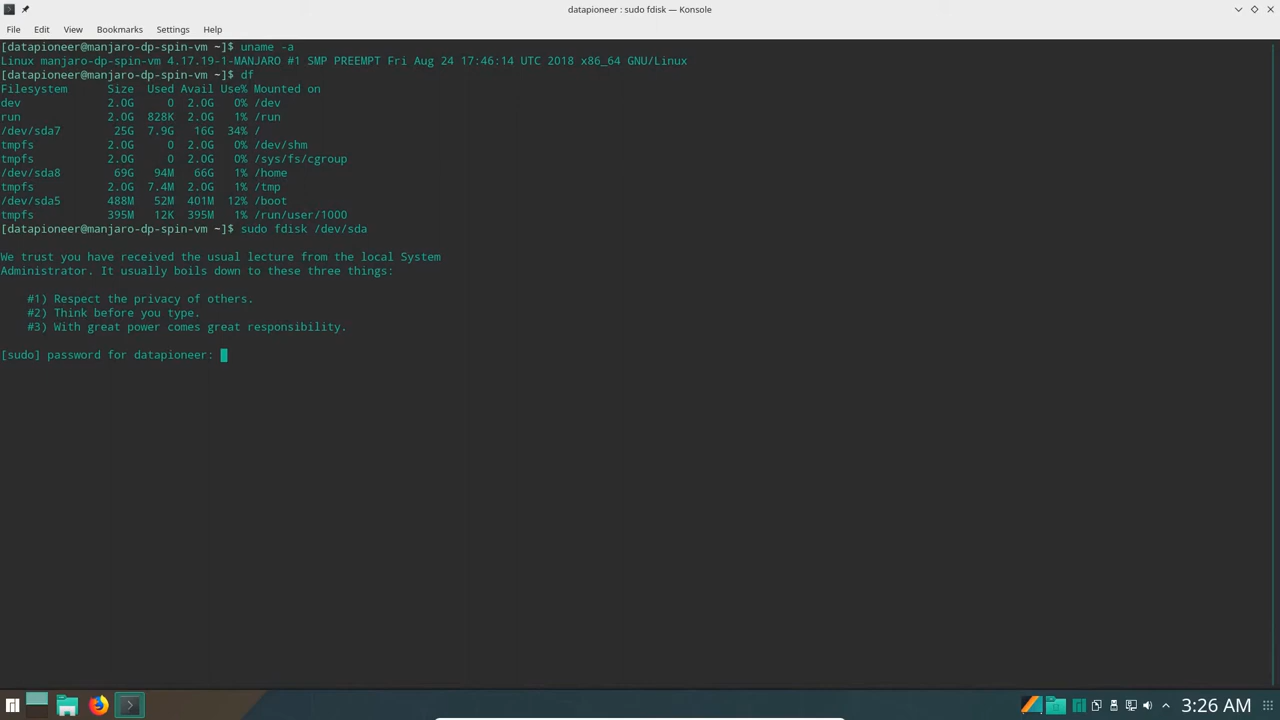 datapioneer : sudo fdisk — Konsole
File Edit View Bookmarks Settings Help
[datapioneer@manjaro-dp-spin-vm ~]$ uname -a
Linux manjaro-dp-spin-vm 4.17.19-1-MANJARO #1 SMP PREEMPT Fri Aug 24 17:46:14 UTC 2018 x86_64 GNU/Linux
[datapioneer@manjaro-dp-spin-vm ~]$ df
Filesystem      Size  Used Avail Use% Mounted on
dev             2.0G     0  2.0G   0% /dev
run             2.0G  828K  2.0G   1% /run
/dev/sda7        25G  7.9G   16G  34% /
tmpfs           2.0G     0  2.0G   0% /dev/shm
tmpfs           2.0G     0  2.0G   0% /sys/fs/cgroup
/dev/sda8        69G   94M   66G   1% /home
tmpfs           2.0G  7.4M  2.0G   1% /tmp
/dev/sda5       488M   52M  401M  12% /boot
tmpfs           395M   12K  395M   1% /run/user/1000
[datapioneer@manjaro-dp-spin-vm ~]$ sudo fdisk /dev/sda
We trust you have received the usual lecture from the local System
Administrator. It usually boils down to these three things:
#1) Respect the privacy of others.
#2) Think before you type.
#3) With great power comes great responsibility.
[sudo] password for datapioneer:
3:26 AM